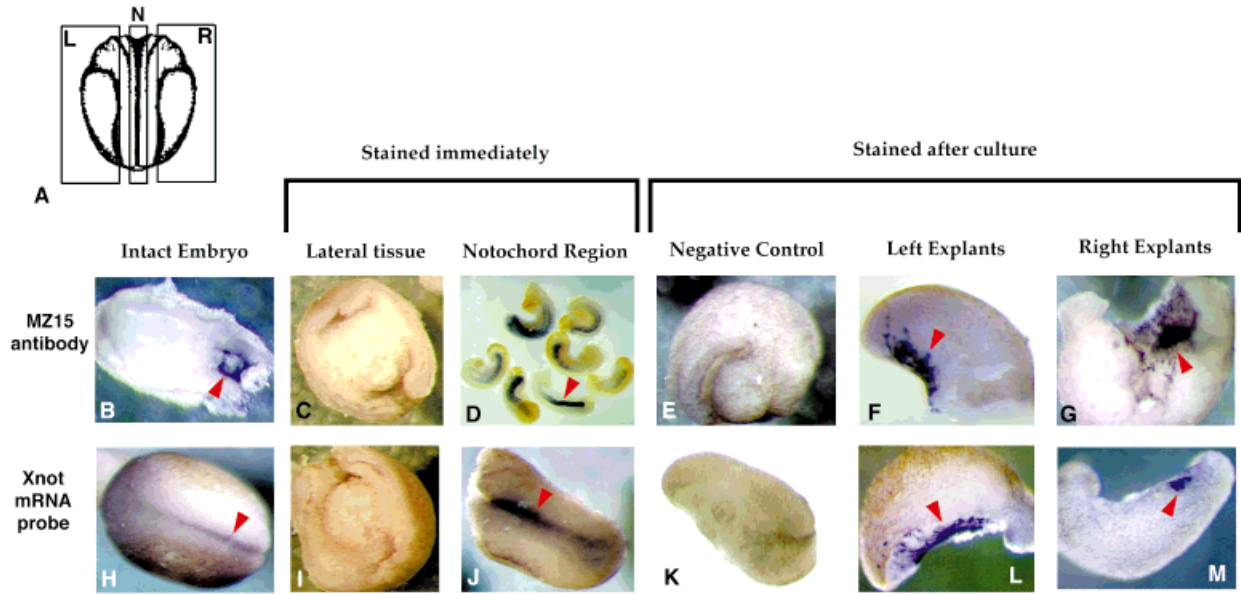 N
L R
A
Stained immediately Stained after culture
Intact Embryo Lateral tissue Notochord Region Negative Control Left Explants Right Explants
MZ15
antibody
B C D E F G
Xnot
mRNA
probe
H I J K L M